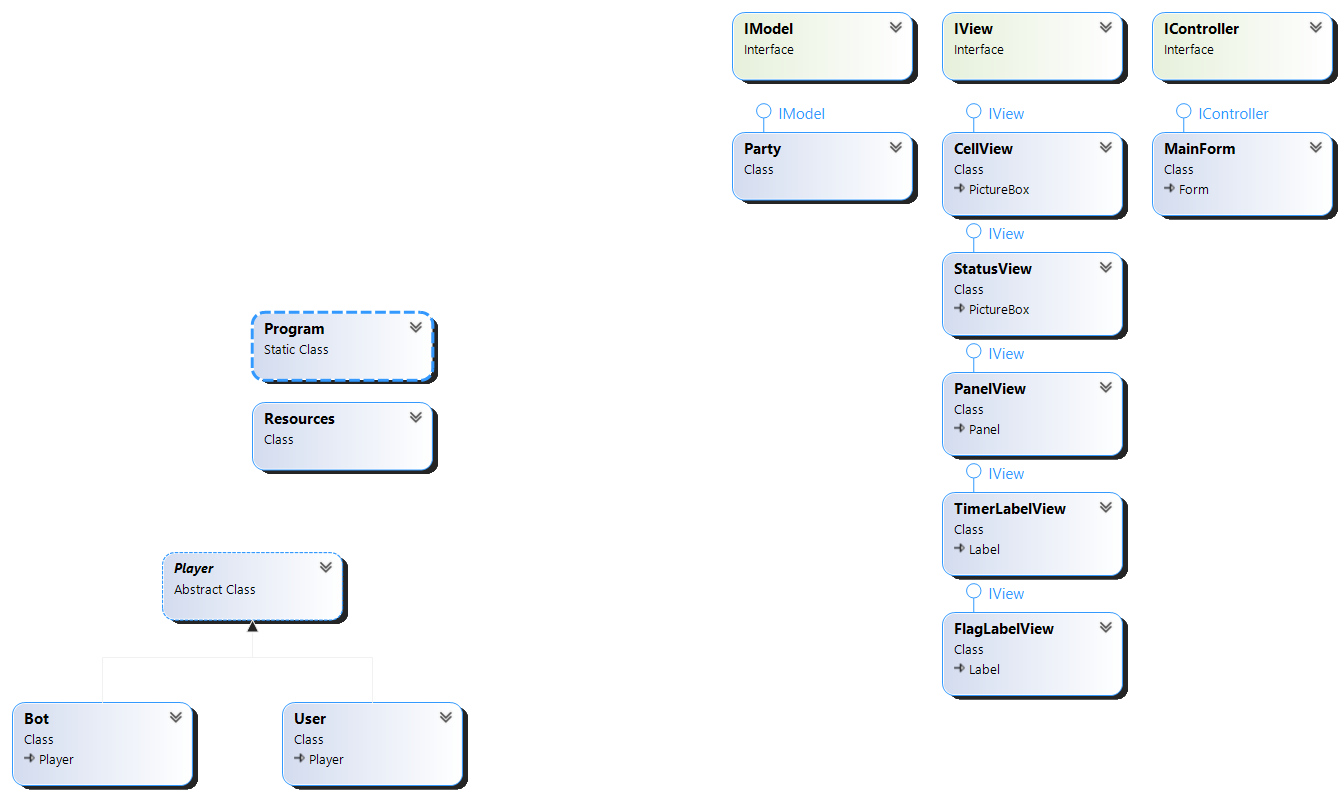 IModel
Interface
IView
Interface
IController
Interface
IModel
Party
Class
IView
CellView
Class
PictureBox
IController
MainForm
Class
Form
IView
StatusView
Class
PictureBox
Program
Static Class
IView
PanelView
Class
Panel
Resources
Class
IView
TimerLabelView
Class
Label
Player
Abstract Class
IView
FlagLabelView
Class
Label
Bot
Class
Player
User
Class
Player